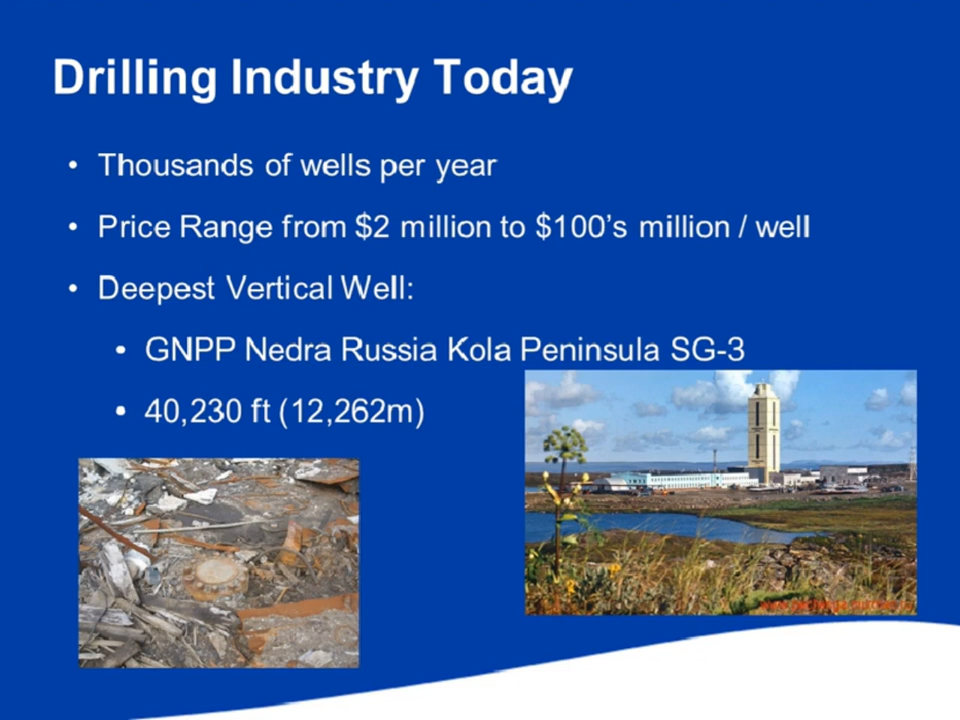 Drilling Industry Today
• Thousands of wells per year
• Price Range from $2 million to $100's million / well
• Deepest Vertical Well:
• GNPP Nedra Russia Kola Peninsula SG-3
• 40,230 ft (12,262m)